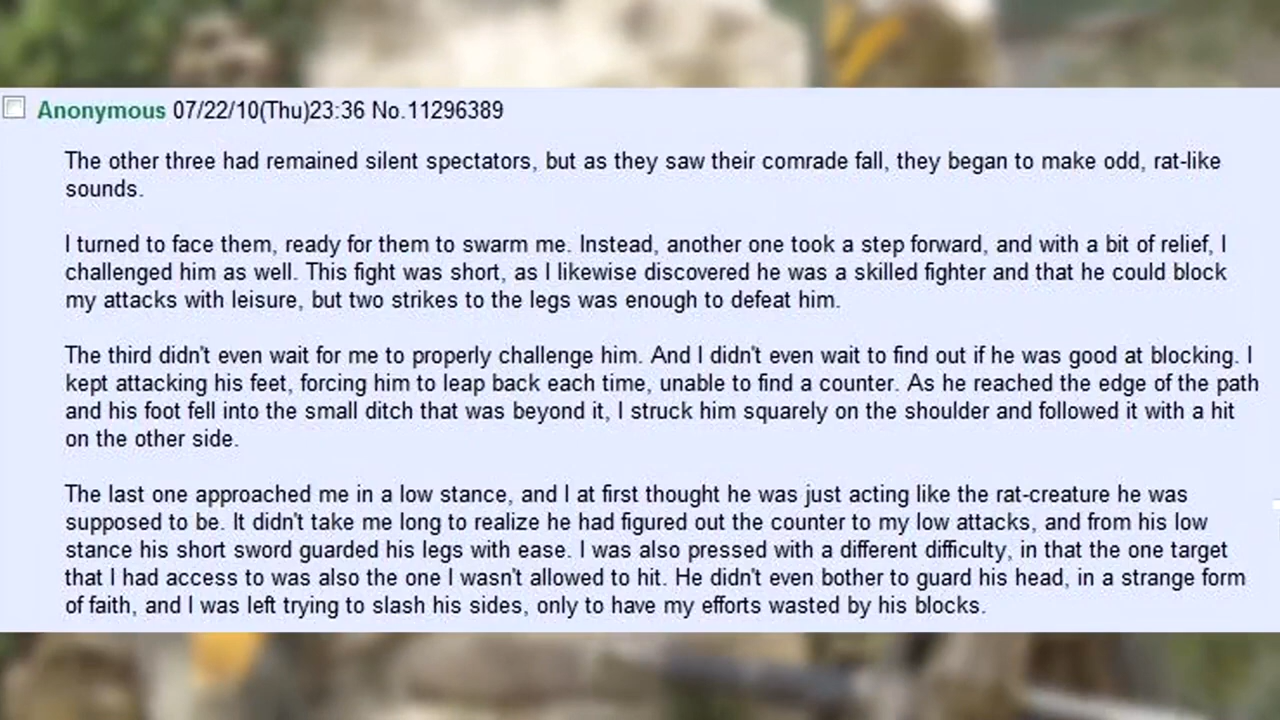 Anonymous 07/22/10(Thu)23:36 No.11296389
The other three had remained silent spectators, but as they saw their comrade fall, they began to make odd, rat-like
sounds.
I turned to face them, ready for them to swarm me. Instead, another one took a step forward, and with a bit of relief, I
challenged him as well. This fight was short, as I likewise discovered he was a skilled fighter and that he could block
my attacks with leisure, but two strikes to the legs was enough to defeat him.
The third didn't even wait for me to properly challenge him. And I didn't even wait to find out if he was good at blocking. I
kept attacking his feet, forcing him to leap back each time, unable to find a counter. As he reached the edge of the path
and his foot fell into the small ditch that was beyond it, I struck him squarely on the shoulder and followed it with a hit
on the other side.
The last one approached me in a low stance, and I at first thought he was just acting like the rat-creature he was
supposed to be. It didn't take me long to realize he had figured out the counter to my low attacks, and from his low
stance his short sword guarded his legs with ease. I was also pressed with a different difficulty, in that the one target
that I had access to was also the one I wasn't allowed to hit. He didn't even bother to guard his head, in a strange form
of faith, and I was left trying to slash his sides, only to have my efforts wasted by his blocks.